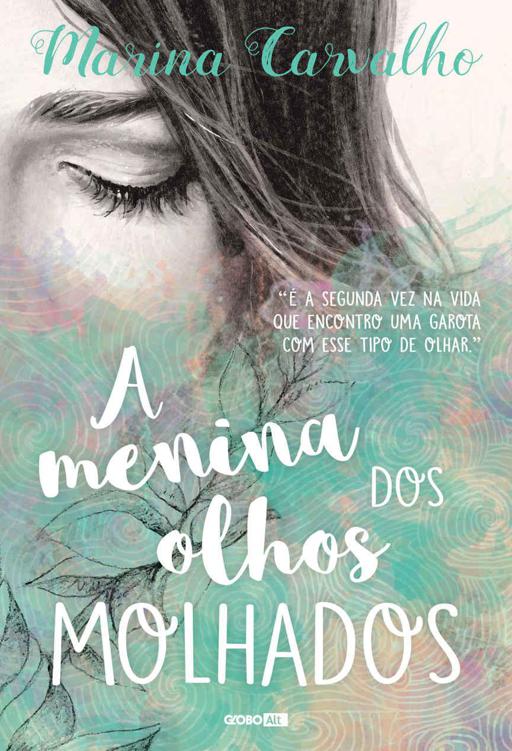 Marina Carvalho
“É A SEGUNDA VEZ NA VIDA
QUE ENCONTRO UMA GAROTA
COM ESSE TIPO DE OLHAR.”
A
menina
DOS
olhos
MOLHADOS
GLOBO Alt